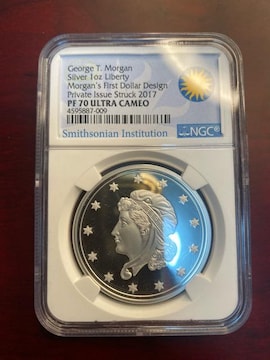 George T. Morgan
Silver 1oz Liberty
Morgan's First Dollar Design
Private Issue Struck 2017
PF 70 ULTRA CAMEO
4595887-009
Smithsonian Institution
NGC®